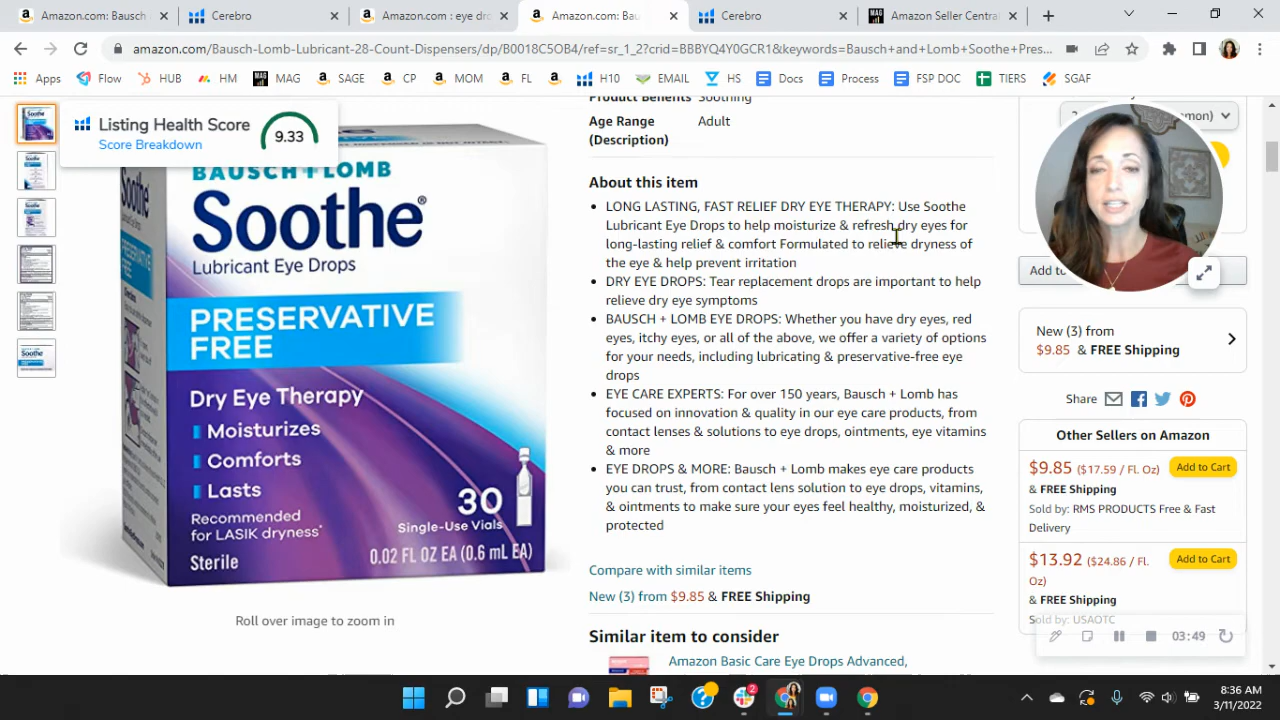 Amazon.com: Bausch
Cerebro
Amazon.com : eye dro
Amazon.com: Bau
Cerebro
Amazon Seller Central
amazon.com/Bausch-Lomb-Lubricant-28-Count-Dispensers/dp/B0018C5OB4/ref=sr_1_2?crid=BBBYQ4Y0GCR1&keywords=Bausch+and+Lomb+Soothe+Pres...
Apps Flow HUB HM MAG SAGE CP MOM FL H10 EMAIL HS Docs Process FSP DOC TIERS SGAF
Listing Health Score
Score Breakdown
9.33
BAUSCH + LOMB
Soothe®
Lubricant Eye Drops
PRESERVATIVE
FREE
Dry Eye Therapy
Moisturizes
Comforts
Lasts
Recommended
for LASIK dryness*
Sterile
30
Single-Use Vials
0.02 FL OZ EA (0.6 mL EA)
Roll over image to zoom in
Product Benefits Soothing
Age Range Adult
(Description)
About this item
LONG LASTING, FAST RELIEF DRY EYE THERAPY: Use Soothe
Lubricant Eye Drops to help moisturize & refresh dry eyes for
long-lasting relief & comfort Formulated to relieve dryness of
the eye & help prevent irritation
DRY EYE DROPS: Tear replacement drops are important to help
relieve dry eye symptoms
BAUSCH + LOMB EYE DROPS: Whether you have dry eyes, red
eyes, itchy eyes, or all of the above, we offer a variety of options
for your needs, including lubricating & preservative-free eye
drops
EYE CARE EXPERTS: For over 150 years, Bausch + Lomb has
focused on innovation & quality in our eye care products, from
contact lenses & solutions to eye drops, ointments, eye vitamins
& more
EYE DROPS & MORE: Bausch + Lomb makes eye care products
you can trust, from contact lens solution to eye drops, vitamins,
& ointments to make sure your eyes feel healthy, moisturized, &
protected
Compare with similar items
New (3) from $9.85 & FREE Shipping
Similar item to consider
Amazon Basic Care Eye Drops Advanced,
Add to
New (3) from
$9.85 & FREE Shipping
Share
Other Sellers on Amazon
$9.85 ($17.59 / Fl. Oz) Add to Cart
& FREE Shipping
Sold by: RMS PRODUCTS Free & Fast
Delivery
$13.92 ($24.86 / Fl. Add to Cart
Oz)
& FREE Shipping
Sold by: USAOTC
03:49
8:36 AM
3/11/2022